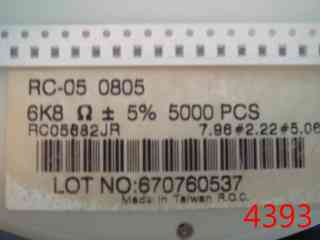 RC-05 0805
6K8 Ω ± 5% 5000 PCS
RC05682JR 7.96#2.22#5.06
LOT NO:670760537
Made in Taiwan R.O.C.
4393